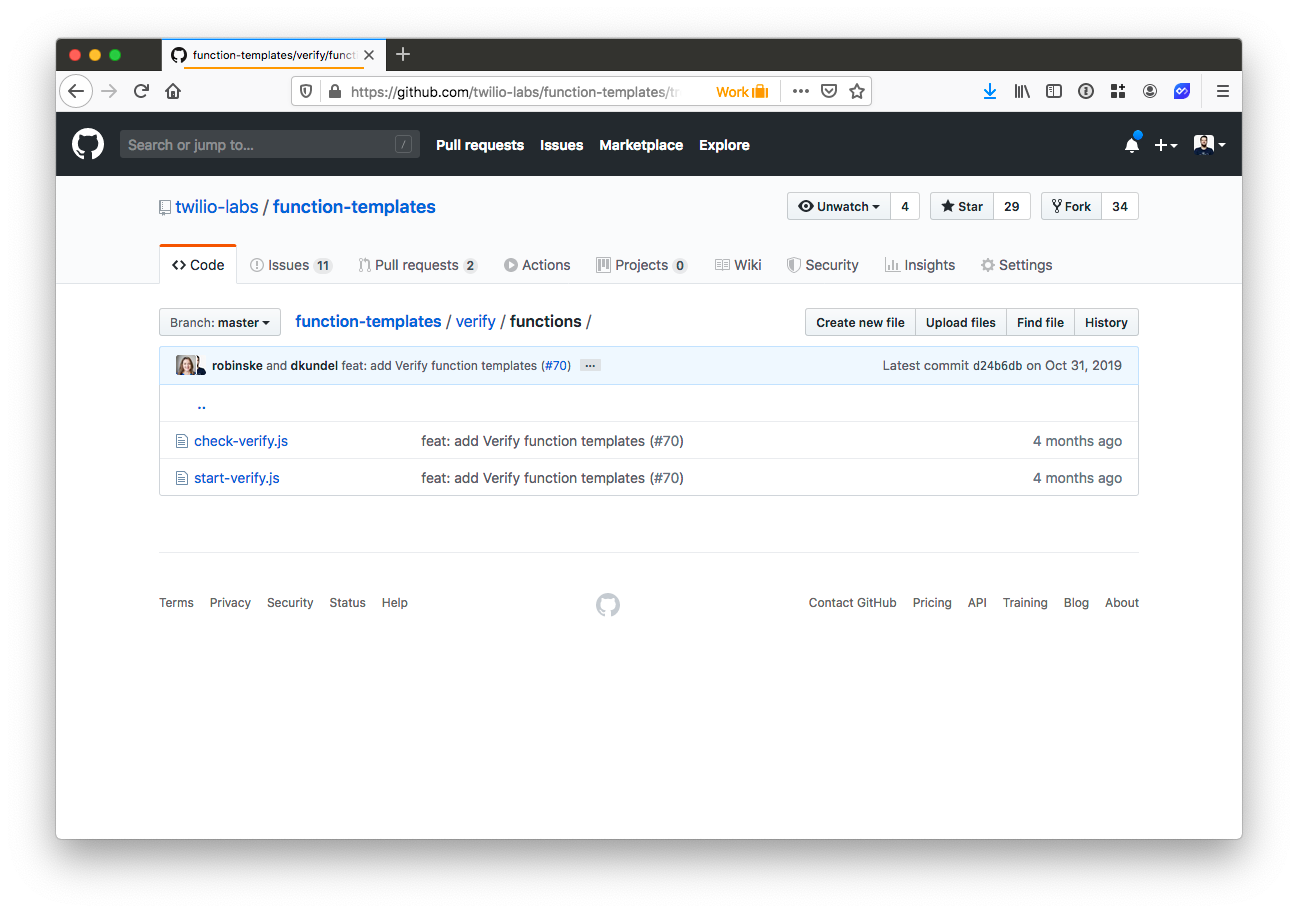 function-templates/verify/funct
https://github.com/twilio-labs/function-templates/tr Work
Search or jump to... / Pull requests Issues Marketplace Explore
twilio-labs / function-templates Unwatch 4 Star 29 Fork 34
Code Issues 11 Pull requests 2 Actions Projects 0 Wiki Security Insights Settings
Branch: master function-templates / verify / functions / Create new file Upload files Find file History
robinske and dkundel feat: add Verify function templates (#70) ... Latest commit d24b6db on Oct 31, 2019
..
check-verify.js feat: add Verify function templates (#70) 4 months ago
start-verify.js feat: add Verify function templates (#70) 4 months ago
Terms Privacy Security Status Help Contact GitHub Pricing API Training Blog About